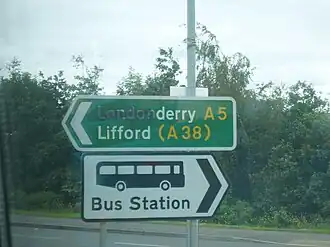 Londonderry A5
Lifford (A38)
Bus Station